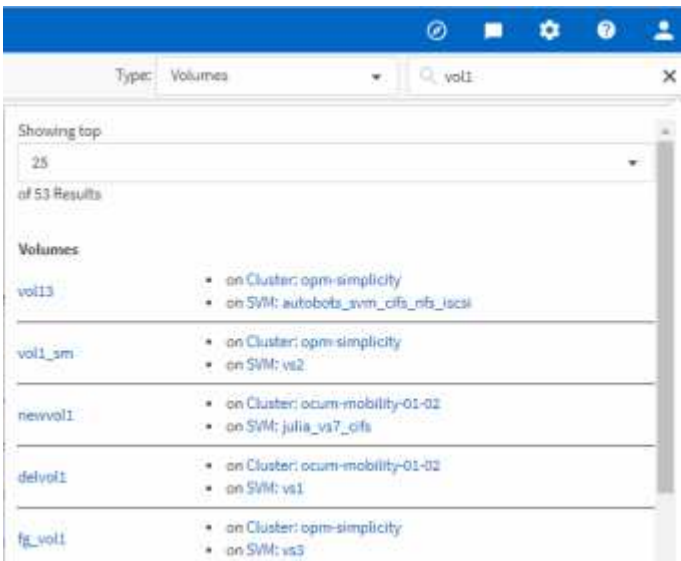 Type: Volumes vol1
Showing top
25
of 53 Results
Volumes
vol13
• on Cluster: opm-simplicity
• on SVM: autobots_svm_cifs_nfs_iscsi
vol1_sm
• on Cluster: opm-simplicity
• on SVM: vs2
newvol1
• on Cluster: ocum-mobility-01-02
• on SVM: julia_vs7_cifs
delvol1
• on Cluster: ocum-mobility-01-02
• on SVM: vs1
fg_vol1
• on Cluster: opm-simplicity
• on SVM: vs3